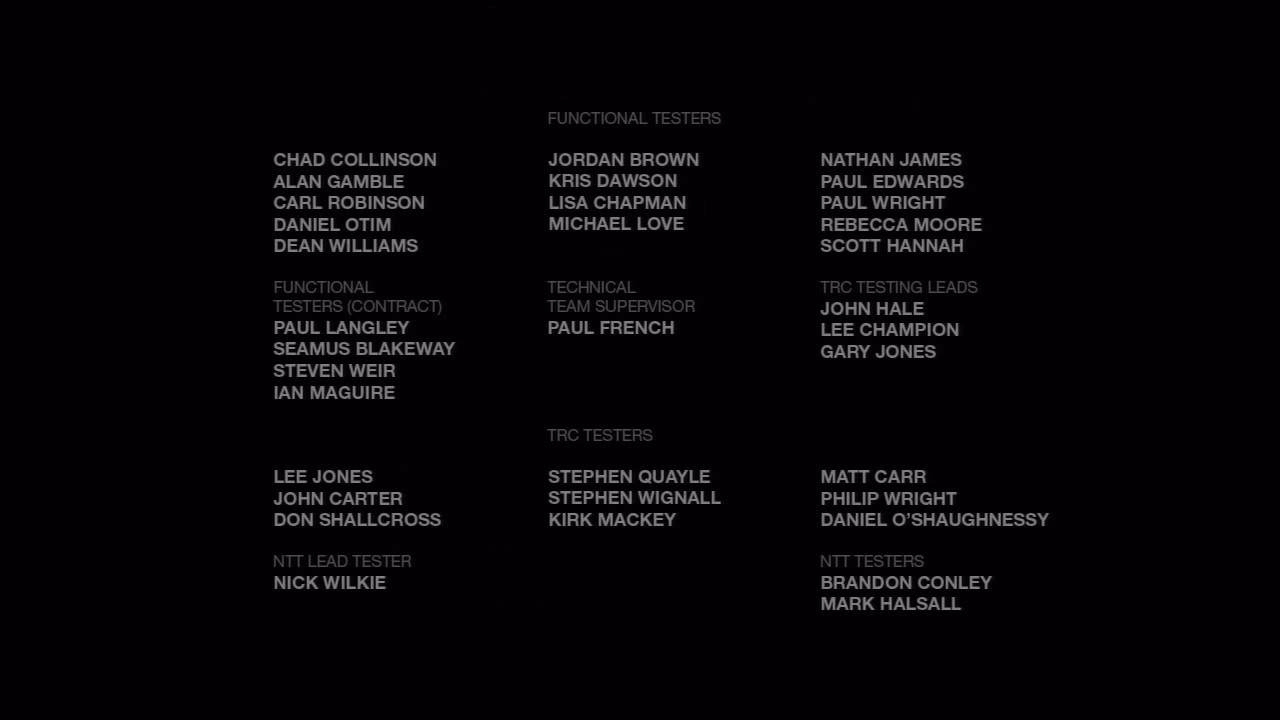 FUNCTIONAL TESTERS
CHAD COLLINSON
ALAN GAMBLE
CARL ROBINSON
DANIEL OTIM
DEAN WILLIAMS
JORDAN BROWN
KRIS DAWSON
LISA CHAPMAN
MICHAEL LOVE
NATHAN JAMES
PAUL EDWARDS
PAUL WRIGHT
REBECCA MOORE
SCOTT HANNAH
FUNCTIONAL
TESTERS (CONTRACT)
PAUL LANGLEY
SEAMUS BLAKEWAY
STEVEN WEIR
IAN MAGUIRE
TECHNICAL
TEAM SUPERVISOR
PAUL FRENCH
TRC TESTING LEADS
JOHN HALE
LEE CHAMPION
GARY JONES
TRC TESTERS
LEE JONES
JOHN CARTER
DON SHALLCROSS
STEPHEN QUAYLE
STEPHEN WIGNALL
KIRK MACKEY
MATT CARR
PHILIP WRIGHT
DANIEL O’SHAUGHNESSY
NTT LEAD TESTER
NICK WILKIE
NTT TESTERS
BRANDON CONLEY
MARK HALSALL